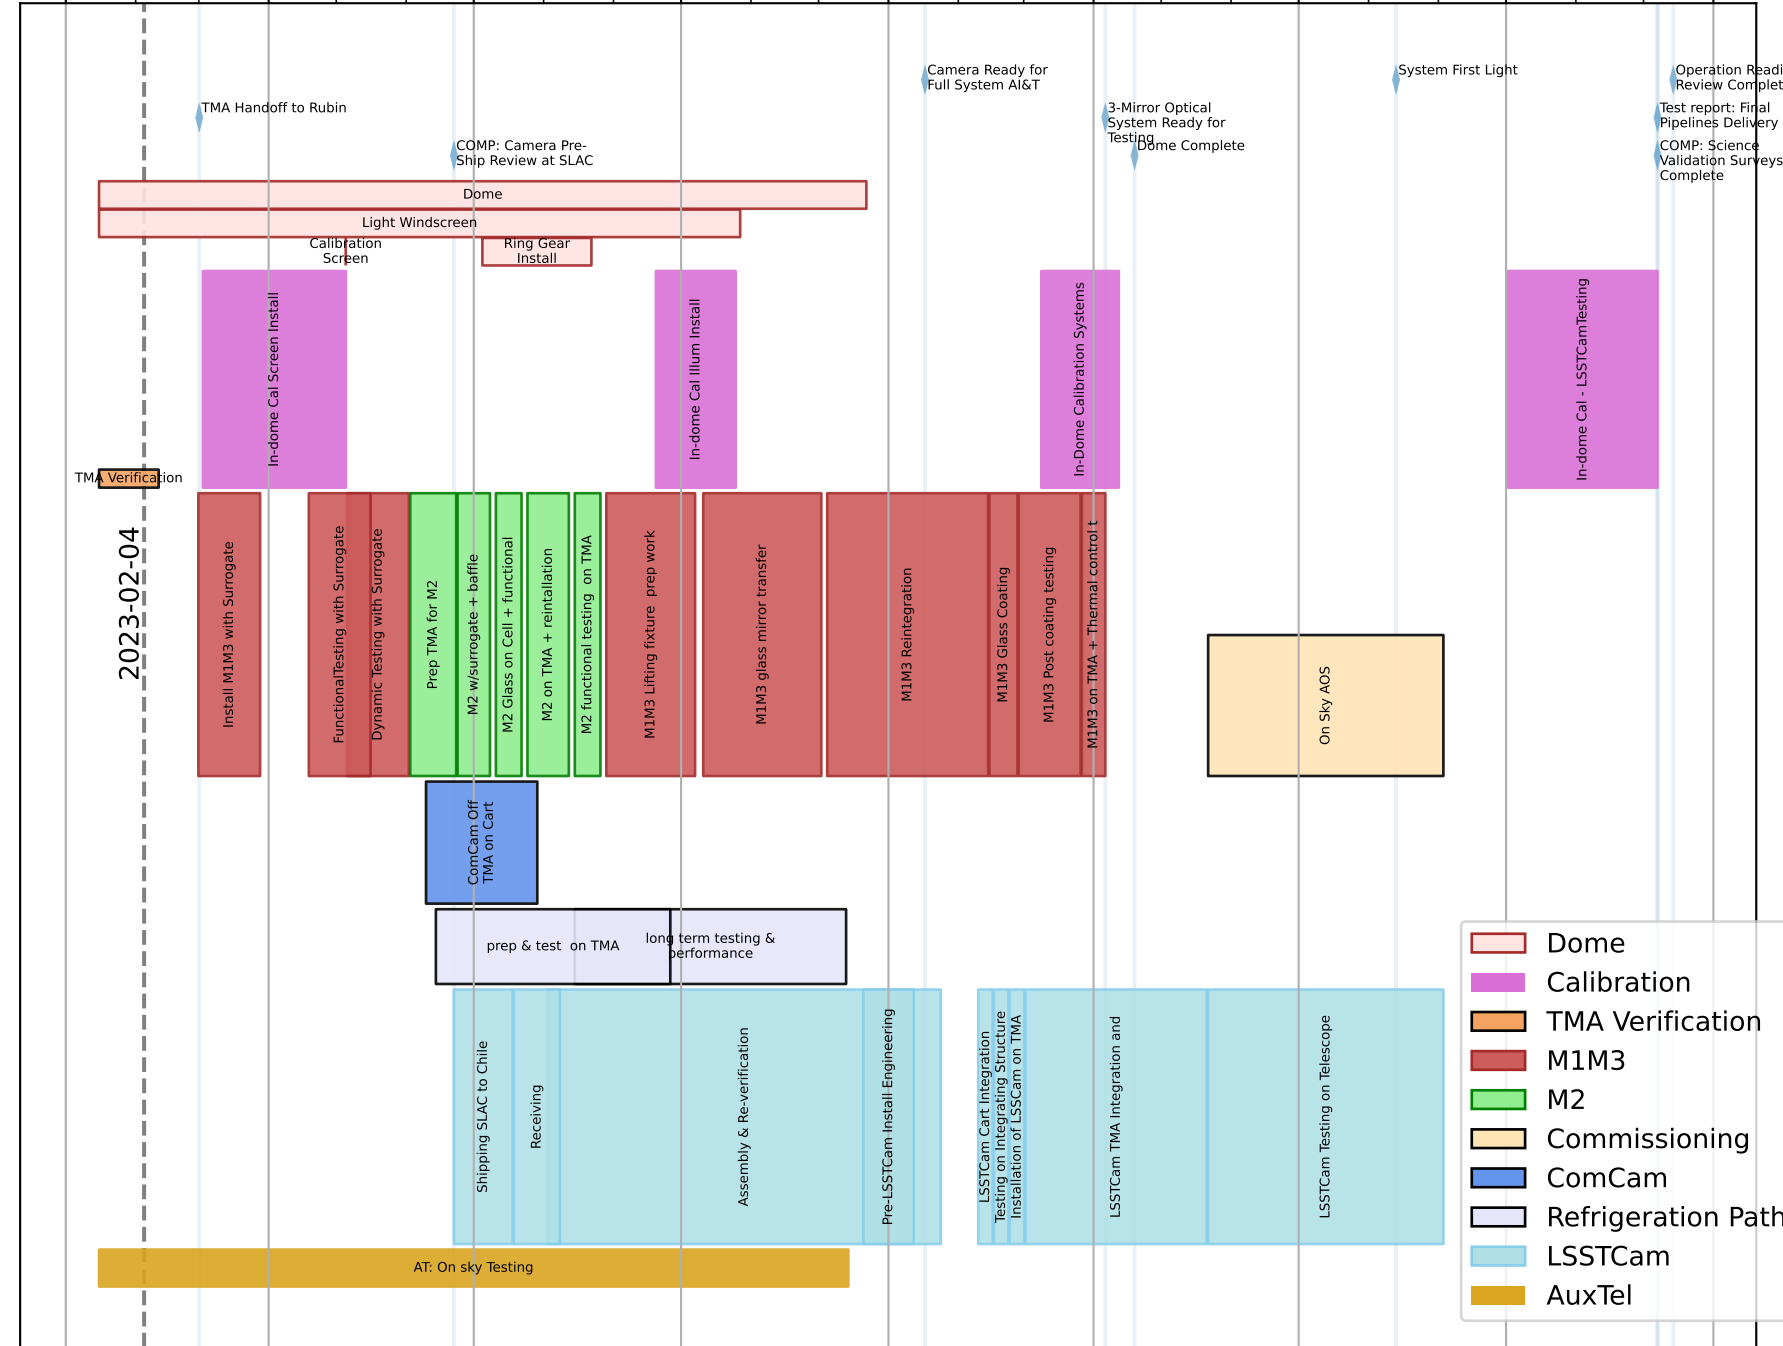 Camera Ready for
Full System AI&T
System First Light
Operation Readi
Review Complet
TMA Handoff to Rubin
3-Mirror Optical
System Ready for
Testing
Test report: Final
Pipelines Delivery
COMP: Camera Pre-
Ship Review at SLAC
Dome Complete
COMP: Science
Validation Surveys
Complete
Dome
Light Windscreen
Calibration
Screen
Ring Gear
Install
In-dome Cal Screen Install
In-dome Cal Illum Install
In-Dome Calibration Systems
In-dome Cal - LSSTCamTesting
TMA Verification
2023-02-04
Install M1M3 with Surrogate
FunctionalTesting with Surrogate
Dynamic Testing with Surrogate
Prep TMA for M2
M2 w/surrogate + baffle
M2 Glass on Cell + functional
M2 on TMA + reintallation
M2 functional testing  on TMA
M1M3 Lifting fixture  prep work
M1M3 glass mirror transfer
M1M3 Reintegration
M1M3 Glass Coating
M1M3 Post coating testing
M1M3 on TMA + Thermal control t
On Sky AOS
ComCam Off
TMA on Cart
prep & test  on TMA
long term testing &
performance
Shipping SLAC to Chile
Receiving
Assembly & Re-verification
Pre-LSSTCam Install Engineering
LSSTCam Cart Integration
Testing on Integrating Structure
Installation of LSSCam on TMA
LSSTCam TMA Integration and
LSSTCam Testing on Telescope
AT: On sky Testing
Dome
Calibration
TMA Verification
M1M3
M2
Commissioning
ComCam
Refrigeration Path
LSSTCam
AuxTel